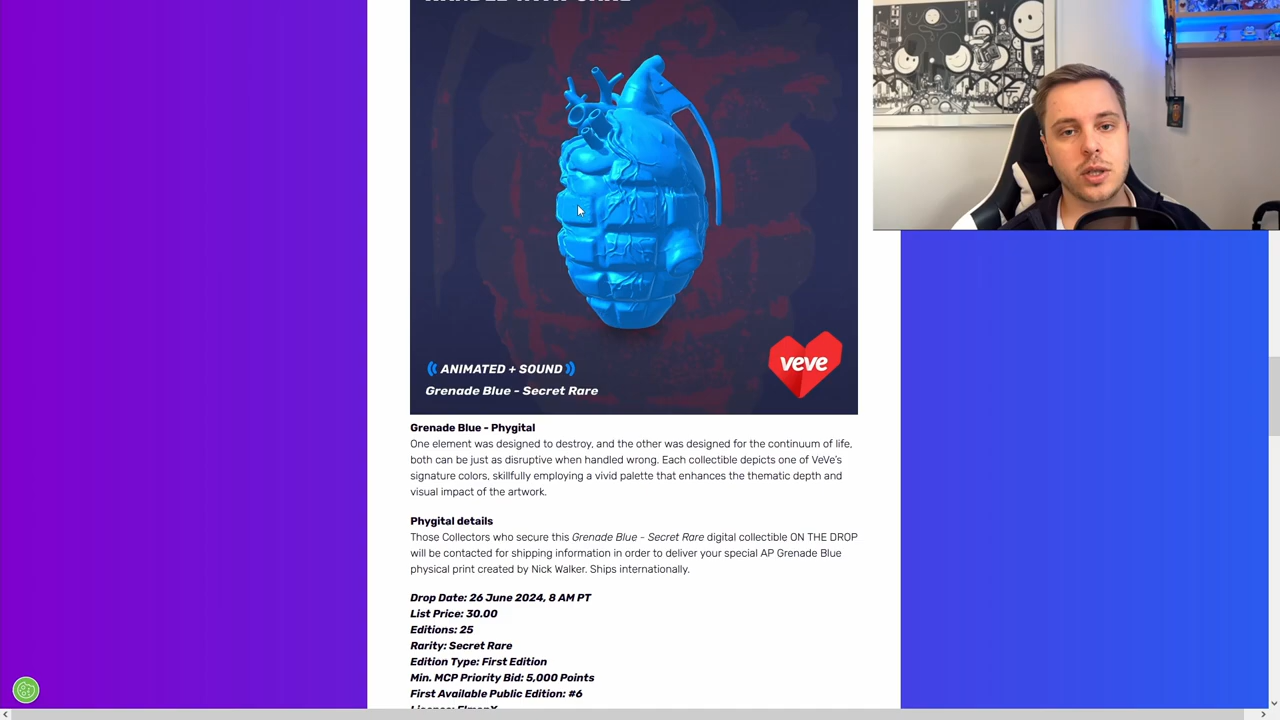 ANIMATED + SOUND
Grenade Blue - Secret Rare
veve
Grenade Blue - Phygital
One element was designed to destroy, and the other was designed for the continuum of life,
both can be just as disruptive when handled wrong. Each collectible depicts one of VeVe's
signature colors, skillfully employing a vivid palette that enhances the thematic depth and
visual impact of the artwork.
Phygital details
Those Collectors who secure this Grenade Blue - Secret Rare digital collectible ON THE DROP
will be contacted for shipping information in order to deliver your special AP Grenade Blue
physical print created by Nick Walker. Ships internationally.
Drop Date: 26 June 2024, 8 AM PT
List Price: 30.00
Editions: 25
Rarity: Secret Rare
Edition Type: First Edition
Min. MCP Priority Bid: 5,000 Points
First Available Public Edition: #6